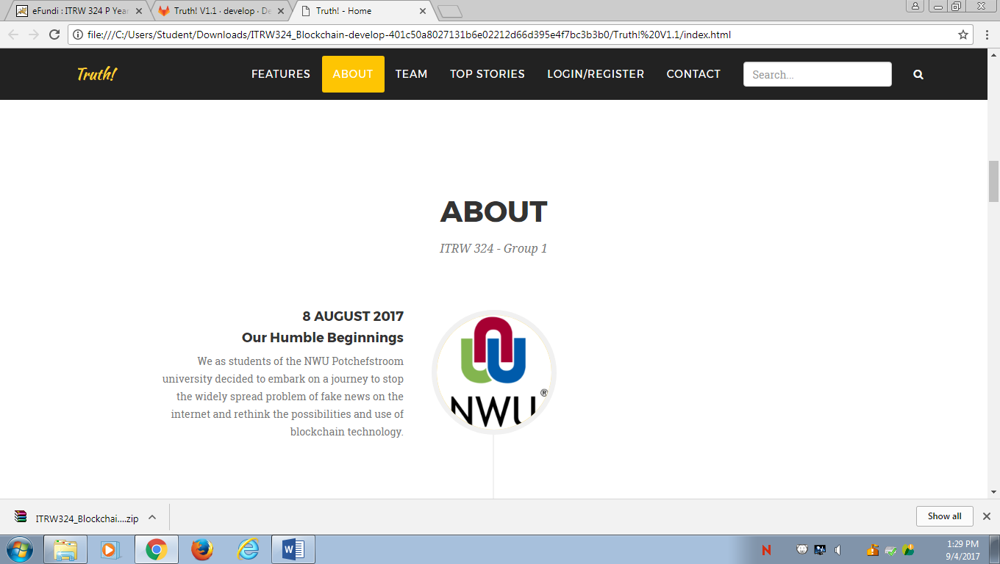 eFundi : ITRW 324 P Year
Truth! V1.1 · develop · De
Truth! - Home
file:///C:/Users/Student/Downloads/ITRW324_Blockchain-develop-401c50a8027131b6e02212d66d395e4f7bc3b3b0/Truth!%20V1.1/index.html
Truth! FEATURES ABOUT TEAM TOP STORIES LOGIN/REGISTER CONTACT Search...
ABOUT
ITRW 324 - Group 1
8 AUGUST 2017
Our Humble Beginnings
We as students of the NWU Potchefstroom
university decided to embark on a journey to stop
the widely spread problem of fake news on the
internet and rethink the possibilities and use of
blockchain technology.
NWU®
ITRW324_Blockchai....zip
Show all
1:29 PM
9/4/2017